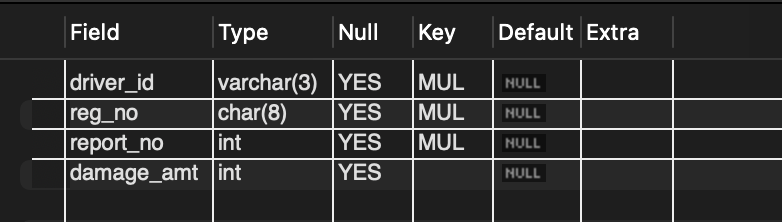 Field Type Null Key Default Extra
driver_id varchar(3) YES MUL NULL
reg_no char(8) YES MUL NULL
report_no int YES MUL NULL
damage_amt int YES NULL